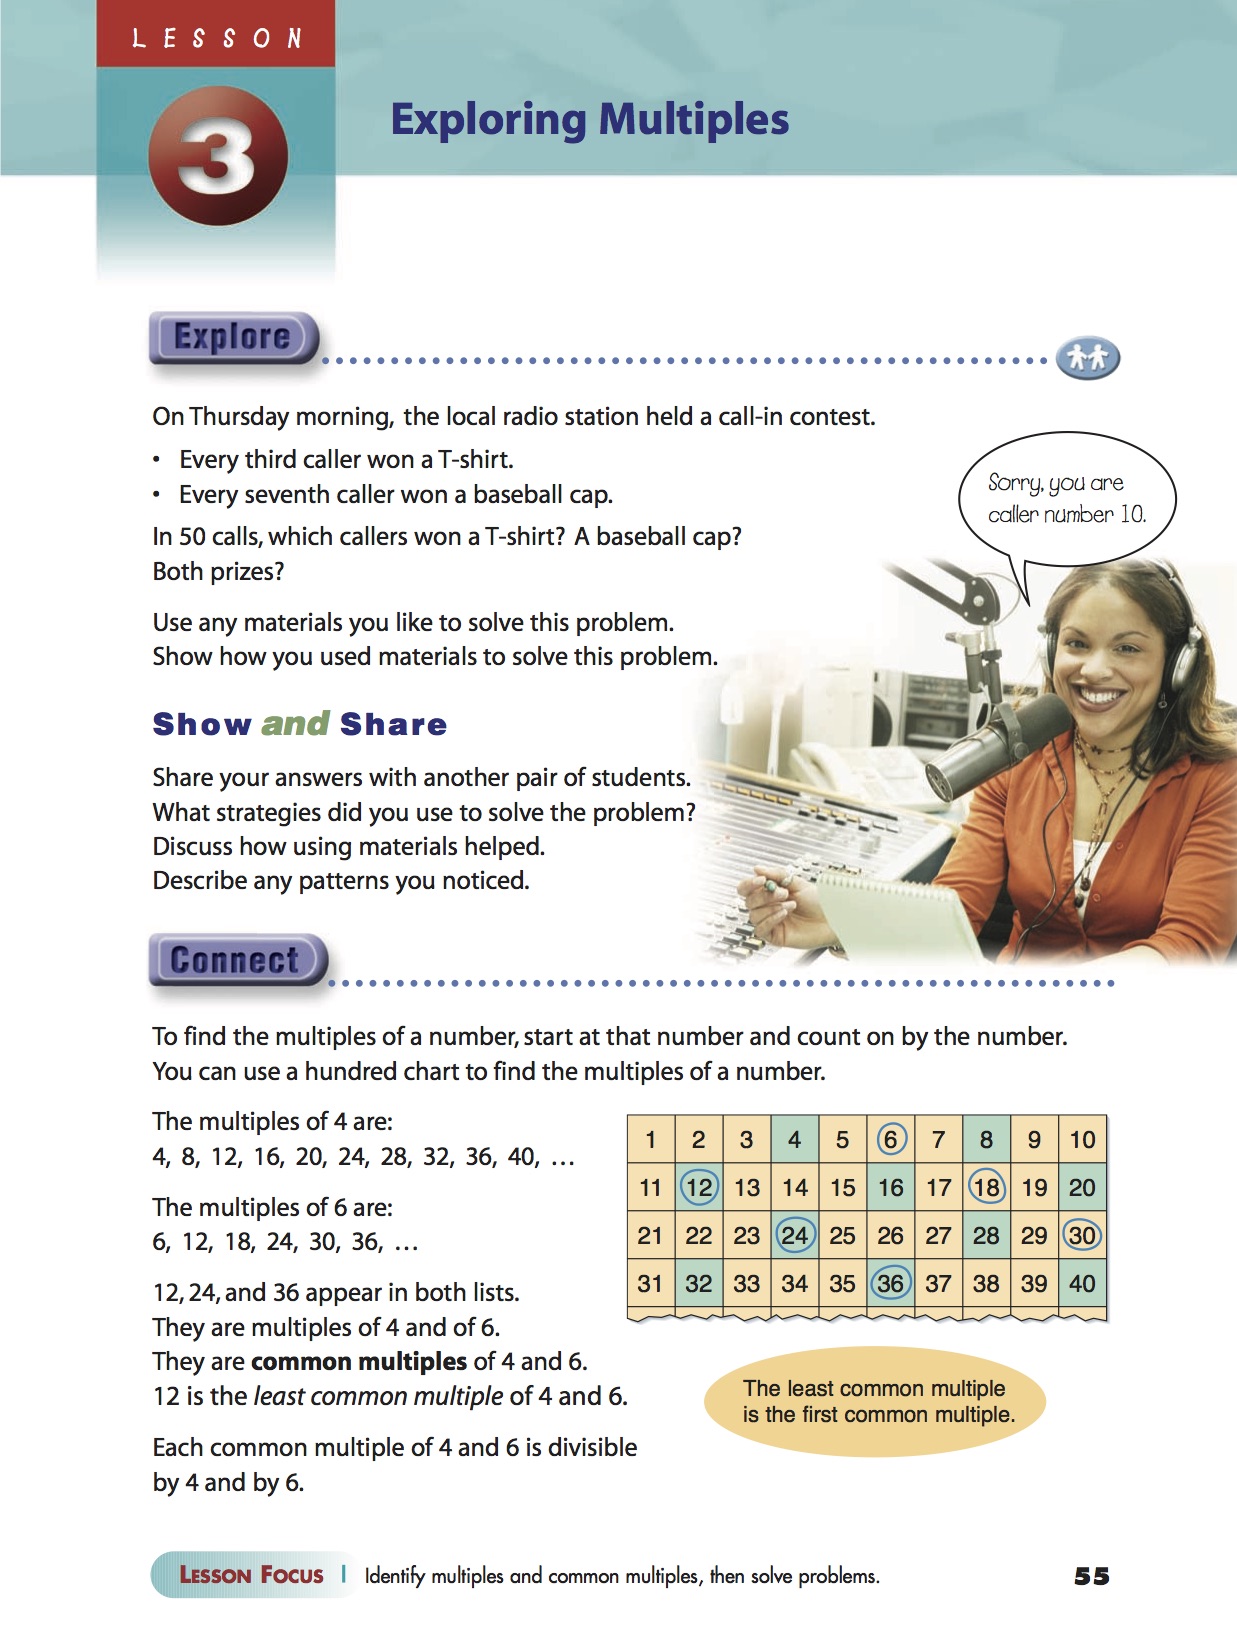 LESSON
3
Exploring Multiples
Explore
On Thursday morning, the local radio station held a call-in contest.
• Every third caller won a T-shirt.
• Every seventh caller won a baseball cap.
In 50 calls, which callers won a T-shirt? A baseball cap?
Both prizes?
Sorry, you are
caller number 10.
Use any materials you like to solve this problem.
Show how you used materials to solve this problem.
Show and Share
Share your answers with another pair of students.
What strategies did you use to solve the problem?
Discuss how using materials helped.
Describe any patterns you noticed.
Connect
To find the multiples of a number, start at that number and count on by the number.
You can use a hundred chart to find the multiples of a number.
The multiples of 4 are:
4, 8, 12, 16, 20, 24, 28, 32, 36, 40, …
The multiples of 6 are:
6, 12, 18, 24, 30, 36, …
12, 24, and 36 appear in both lists.
They are multiples of 4 and of 6.
They are common multiples of 4 and 6.
12 is the least common multiple of 4 and 6.
Each common multiple of 4 and 6 is divisible
by 4 and by 6.
1 2 3 4 5 6 7 8 9 10
11 12 13 14 15 16 17 18 19 20
21 22 23 24 25 26 27 28 29 30
31 32 33 34 35 36 37 38 39 40
The least common multiple
is the first common multiple.
LESSON FOCUS | Identify multiples and common multiples, then solve problems.
55